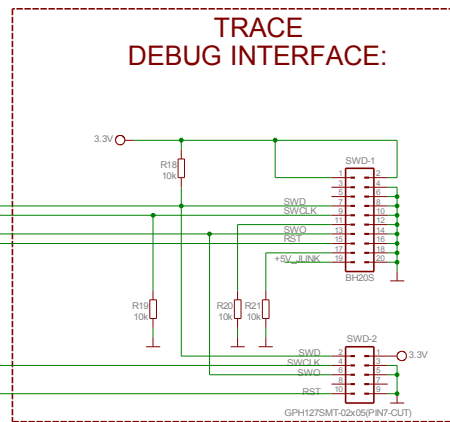 TRACE
DEBUG INTERFACE:
3.3V
R18
10k
SWD-1
1 2
3 4
5 6
SWD 7 8
SWCLK 9 10
11 12
SWO 13 14
RST 15 16
17 18
+5V_JLINK 19 20
BH20S
R19
10k
R20
10k
R21
10k
SWD-2
SWD 2 1 3.3V
SWCLK 4 3
SWO 6 5
8 7
RST 10 9
GPH127SMT-02x05(PIN7-CUT)